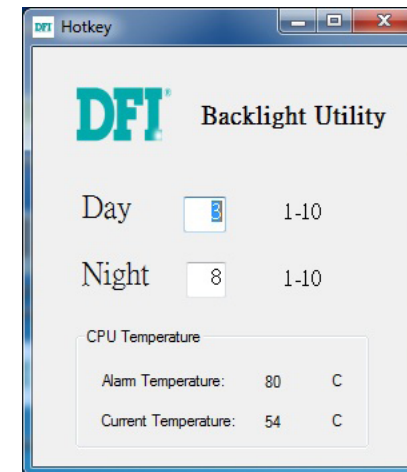 DFI Hotkey
DFI® Backlight Utility
Day 3 1-10
Night 8 1-10
CPU Temperature
Alarm Temperature: 80 C
Current Temperature: 54 C